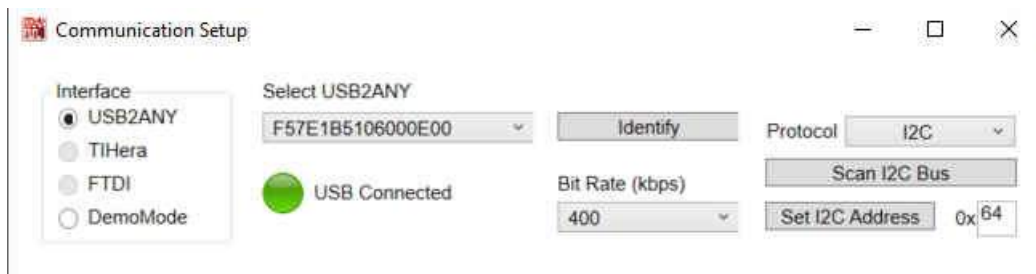 Communication Setup
Interface
USB2ANY
TIHera
FTDI
DemoMode
Select USB2ANY
F57E1B5106000E00
USB Connected
Identify
Bit Rate (kbps)
400
Protocol I2C
Scan I2C Bus
Set I2C Address 0x 64